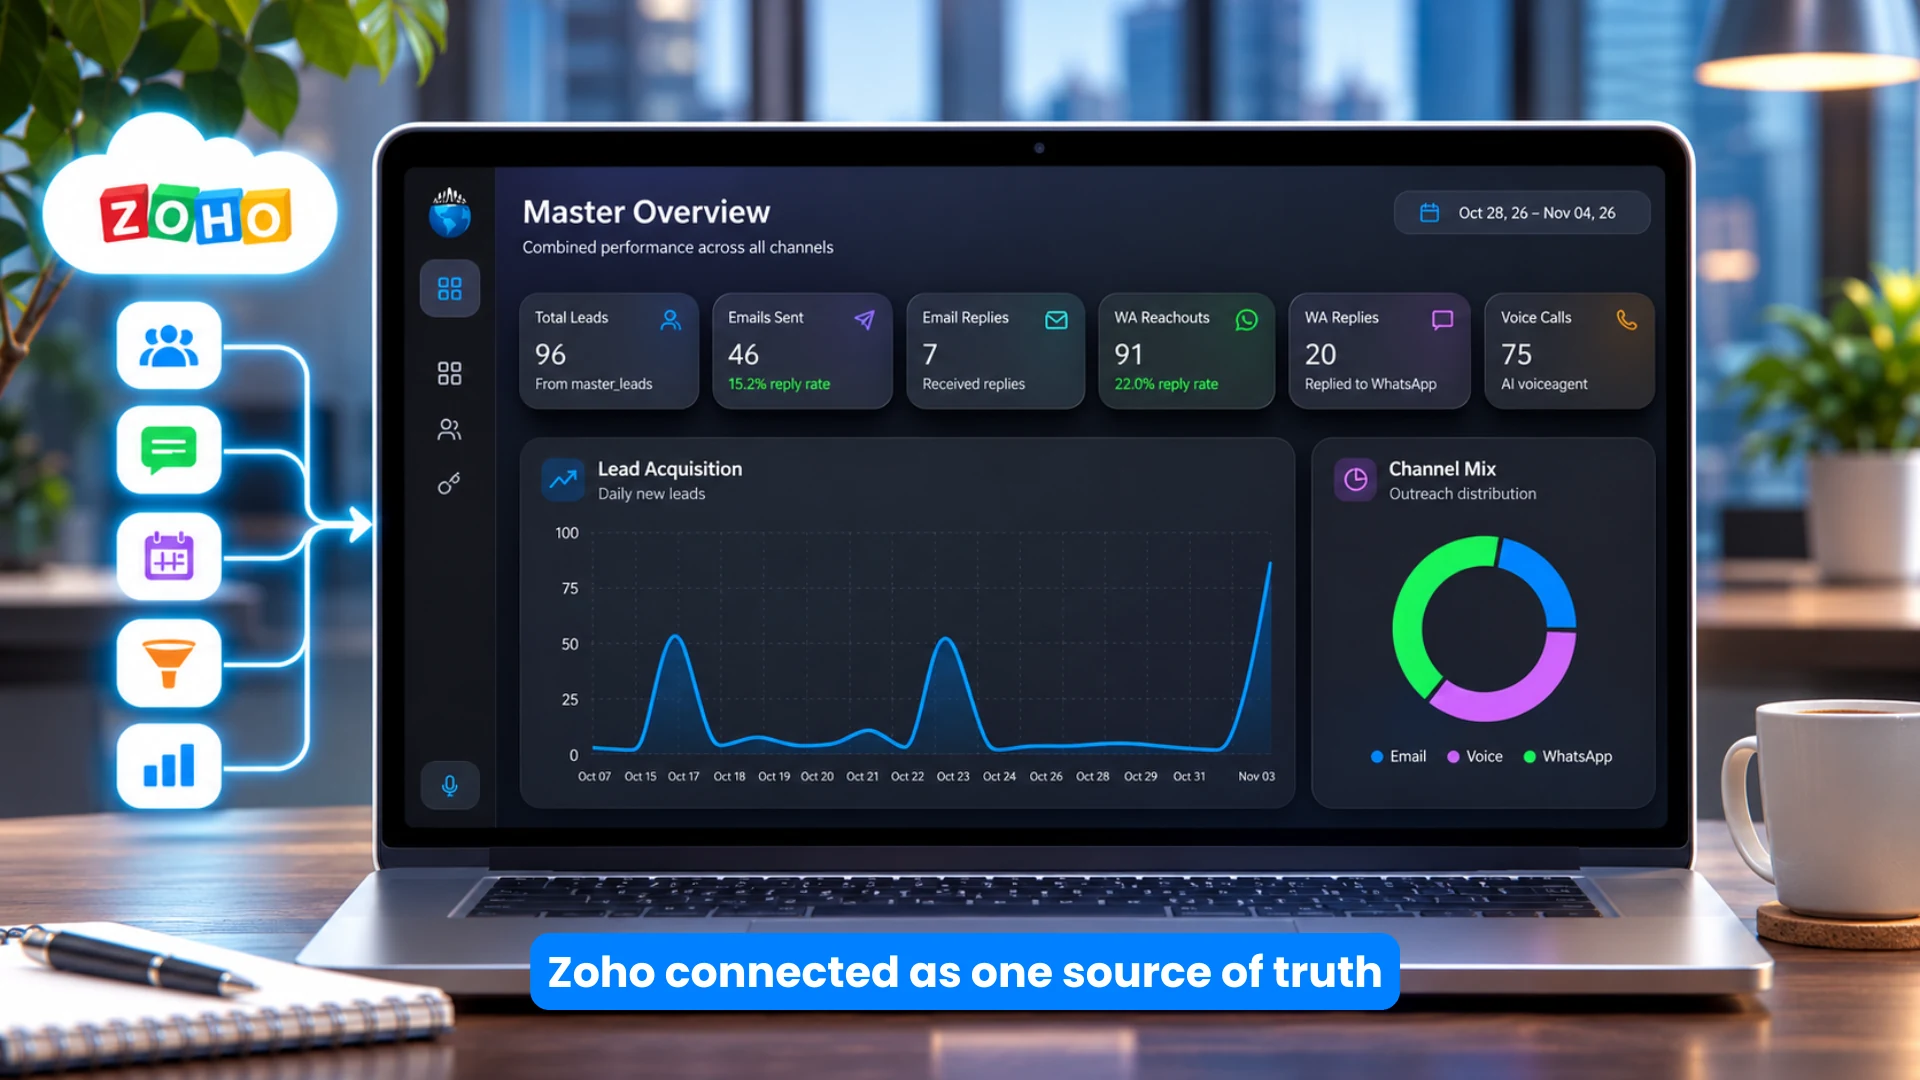 ZOHO
Master Overview
Combined performance across all channels
Oct 28, 26 – Nov 04, 26
Total Leads
96
From master_leads
Emails Sent
46
15.2% reply rate
Email Replies
7
Received replies
WA Reachouts
91
22.0% reply rate
WA Replies
20
Replied to WhatsApp
Voice Calls
75
AI voiceagent
Lead Acquisition
Daily new leads
100
75
50
25
0
Oct 07 Oct 15 Oct 17 Oct 18 Oct 19 Oct 20 Oct 21 Oct 22 Oct 23 Oct 24 Oct 26 Oct 28 Oct 29 Oct 31 Nov 03
Channel Mix
Outreach distribution
Email Voice WhatsApp
Zoho connected as one source of truth